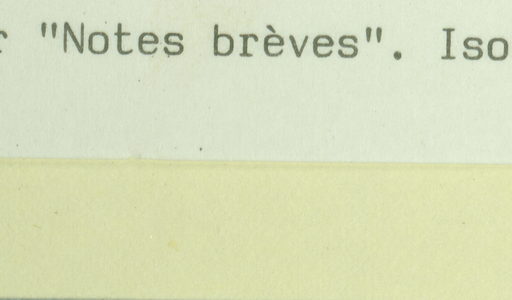 r "Notes brèves". Iso